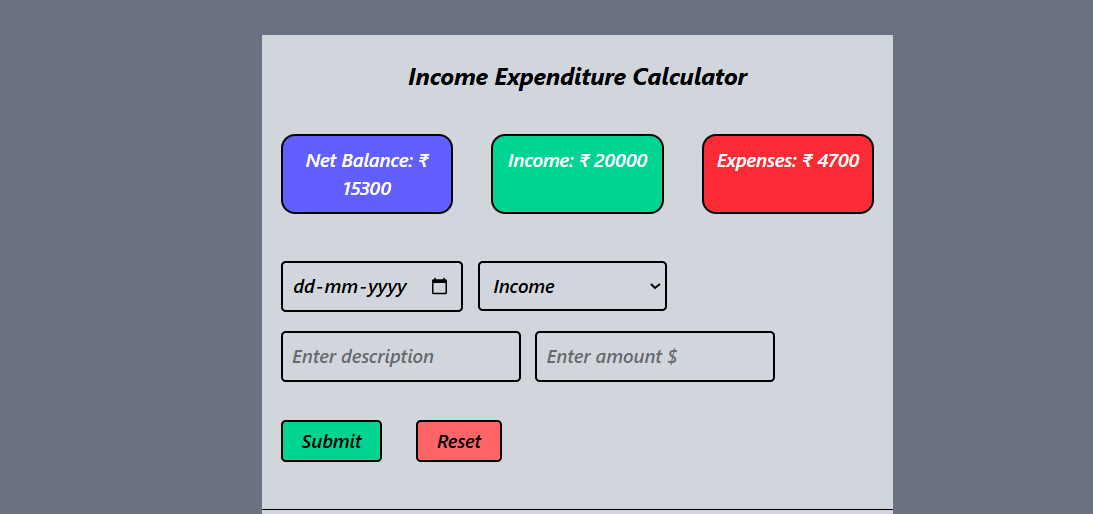 Income Expenditure Calculator
Net Balance: ₹
15300
Income: ₹ 20000
Expenses: ₹ 4700
dd-mm-yyyy
Income
Enter description
Enter amount $
Submit
Reset